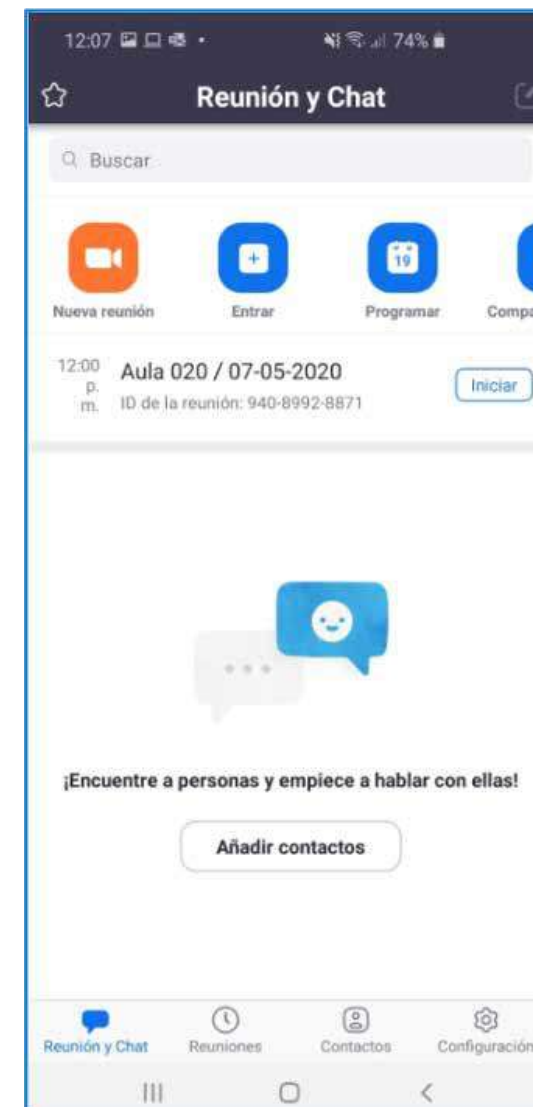 12:07 74%
Reunión y Chat
Buscar
19
Nueva reunión Entrar Programar Compa
12:00 p. m.
Aula 020 / 07-05-2020
ID de la reunión: 940-8992-8871
Iniciar
¡Encuentre a personas y empiece a hablar con ellas!
Añadir contactos
Reunión y Chat Reuniones Contactos Configuración